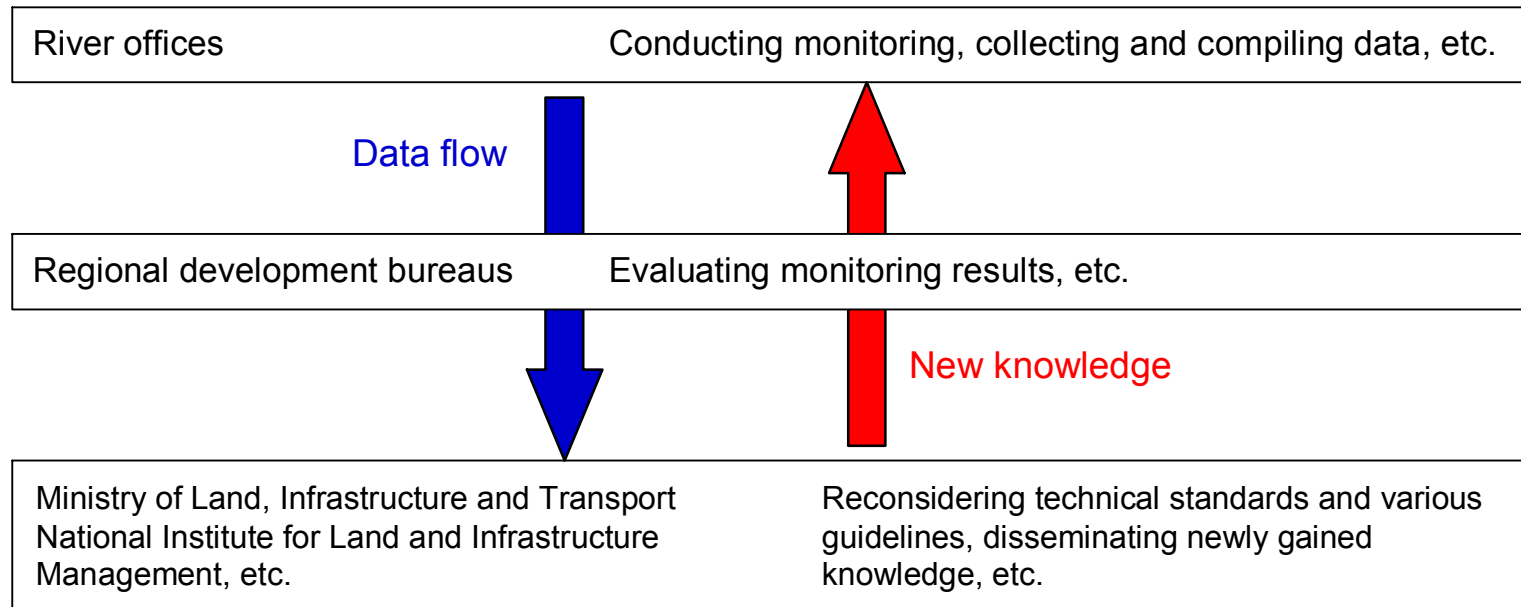 River offices
Conducting monitoring, collecting and compiling data, etc.
Data flow
Regional development bureaus
Evaluating monitoring results, etc.
New knowledge
Ministry of Land, Infrastructure and Transport
National Institute for Land and Infrastructure
Management, etc.
Reconsidering technical standards and various
guidelines, disseminating newly gained
knowledge, etc.